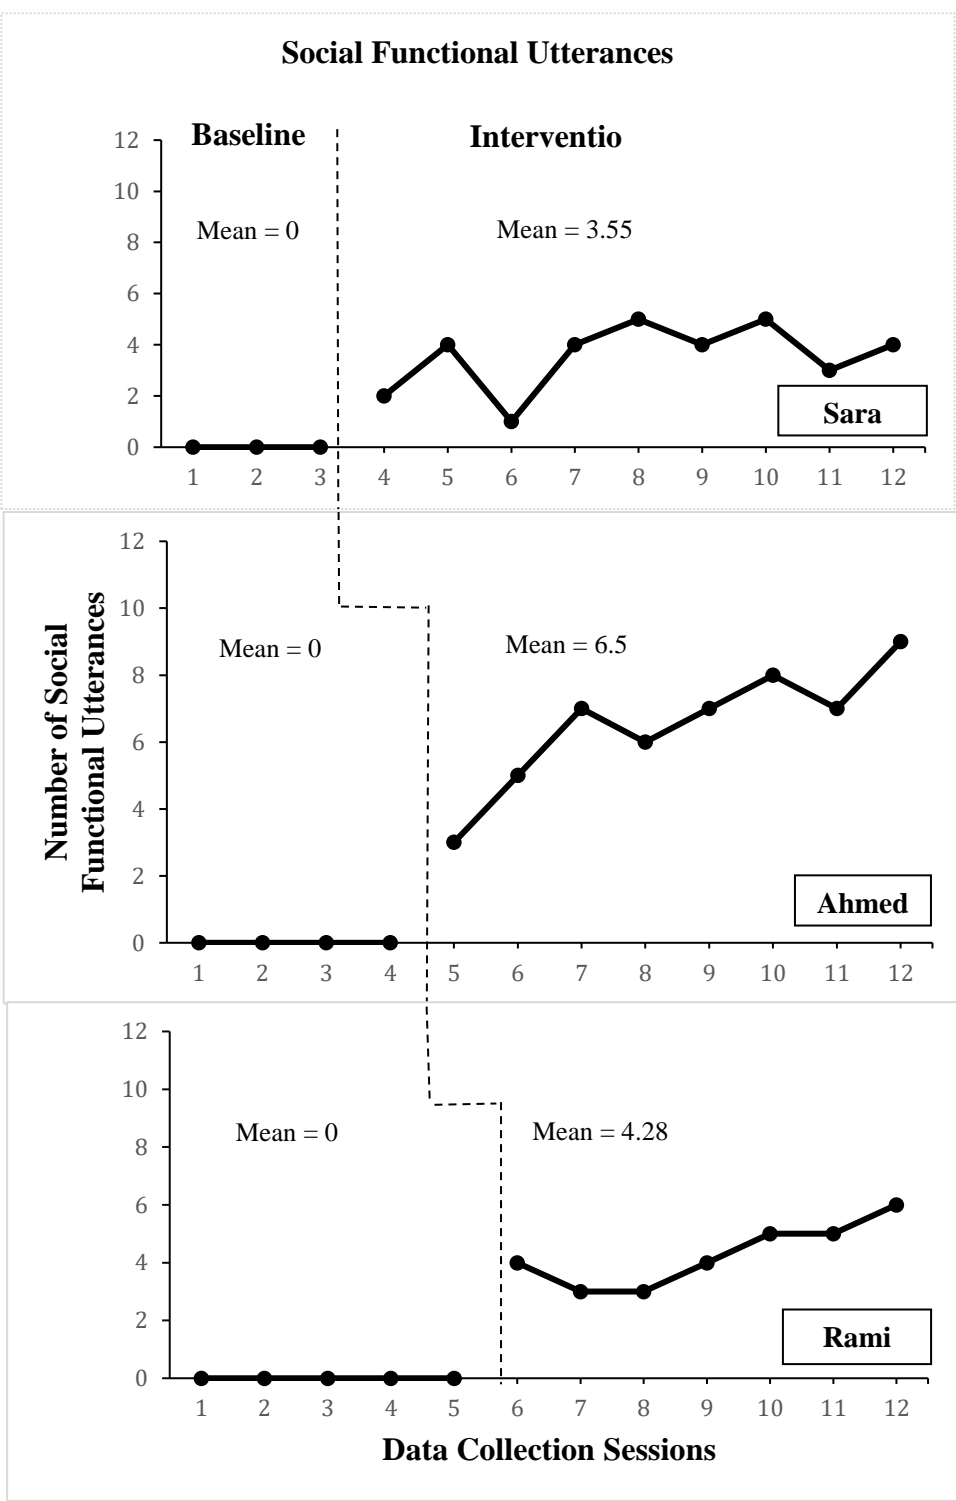 Social Functional Utterances
Baseline
Interventio
Mean = 0
Mean = 3.55
12
10
8
6
4
2
0
1 2 3 4 5 6 7 8 9 10 11 12
Sara
Number of Social
Functional Utterances
12
10
8
6
4
2
0
Mean = 0
Mean = 6.5
Ahmed
1 2 3 4 5 6 7 8 9 10 11 12
12
10
8
6
4
2
0
Mean = 0
Mean = 4.28
Rami
1 2 3 4 5 6 7 8 9 10 11 12
Data Collection Sessions